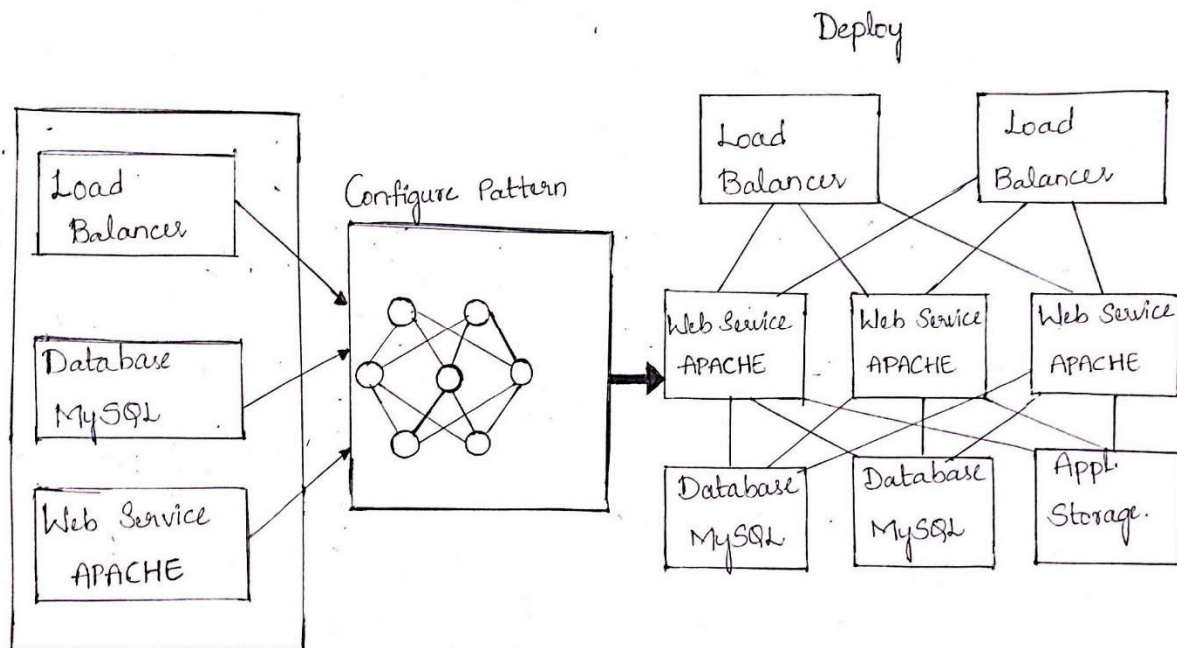 Deploy
Load
Balancer
Database
MySQL
Web Service
APACHE
Configure Pattern
Load
Balancer
Load
Balancer
Web Service
APACHE
Web Service
APACHE
Web Service
APACHE
Database
MySQL
Database
MySQL
Appl.
Storage.